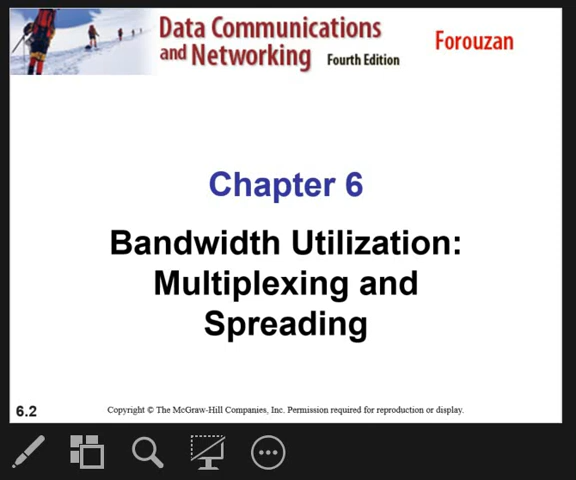 Data Communications
and Networking Fourth Edition
Forouzan
Chapter 6
Bandwidth Utilization:
Multiplexing and
Spreading
6.2
Copyright © The McGraw-Hill Companies, Inc. Permission required for reproduction or display.